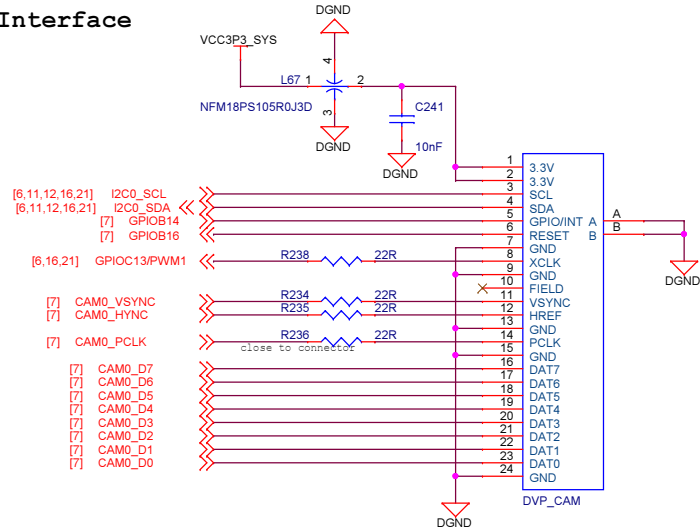 Interface
DGND
VCC3P3_SYS
4
L67 1 2
NFM18PS105R0J3D
3
C241
DGND
10nF
DGND
1 3.3V
2 3.3V
[6,11,12,16,21] I2C0_SCL 3 SCL
[6,11,12,16,21] I2C0_SDA 4 SDA
[7] GPIOB14 5 GPIO/INT A A
[7] GPIOB16 6 RESET B B
7 GND
[6,16,21] GPIOC13/PWM1 R238 22R 8 XCLK
9 GND
DGND
10 FIELD
[7] CAM0_VSYNC R234 22R 11 VSYNC
[7] CAM0_HYNC R235 22R 12 HREF
13 GND
[7] CAM0_PCLK R236 22R 14 PCLK
close to connector
15 GND
[7] CAM0_D7 16 DAT7
[7] CAM0_D6 17 DAT6
[7] CAM0_D5 18 DAT5
[7] CAM0_D4 19 DAT4
[7] CAM0_D3 20 DAT3
[7] CAM0_D2 21 DAT2
[7] CAM0_D1 22 DAT1
[7] CAM0_D0 23 DAT0
24 GND
DVP_CAM
DGND